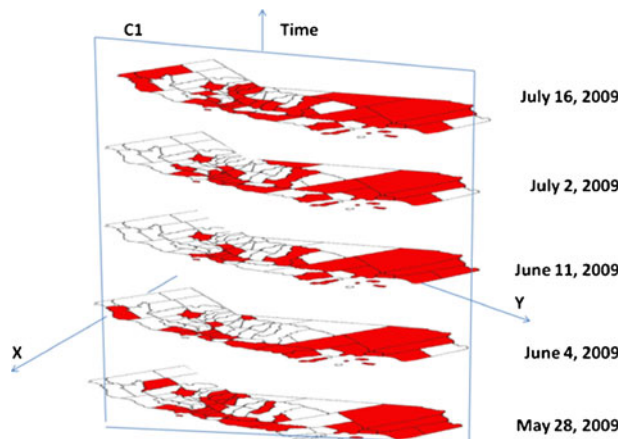 C1
Time
July 16, 2009
July 2, 2009
June 11, 2009
Y
X
June 4, 2009
May 28, 2009